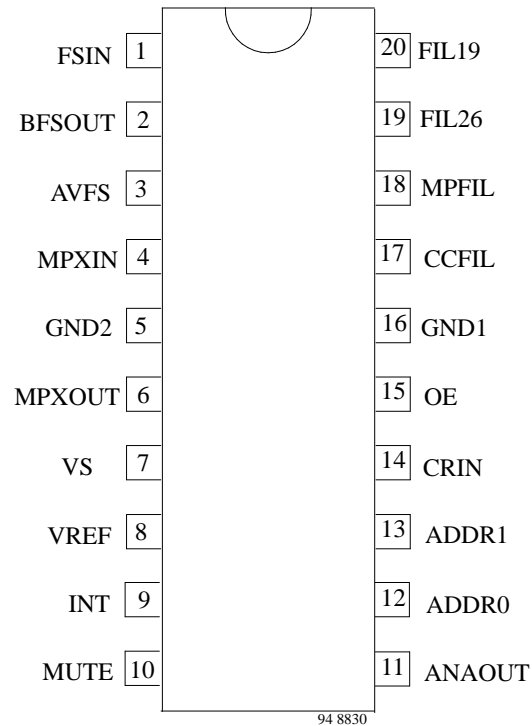 FSIN 1 20 FIL19
BFSOUT 2 19 FIL26
AVFS 3 18 MPFIL
MPXIN 4 17 CCFIL
GND2 5 16 GND1
MPXOUT 6 15 OE
VS 7 14 CRIN
VREF 8 13 ADDR1
INT 9 12 ADDR0
MUTE 10 11 ANAOUT
94 8830